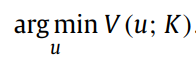 arg min V (u; K)
u